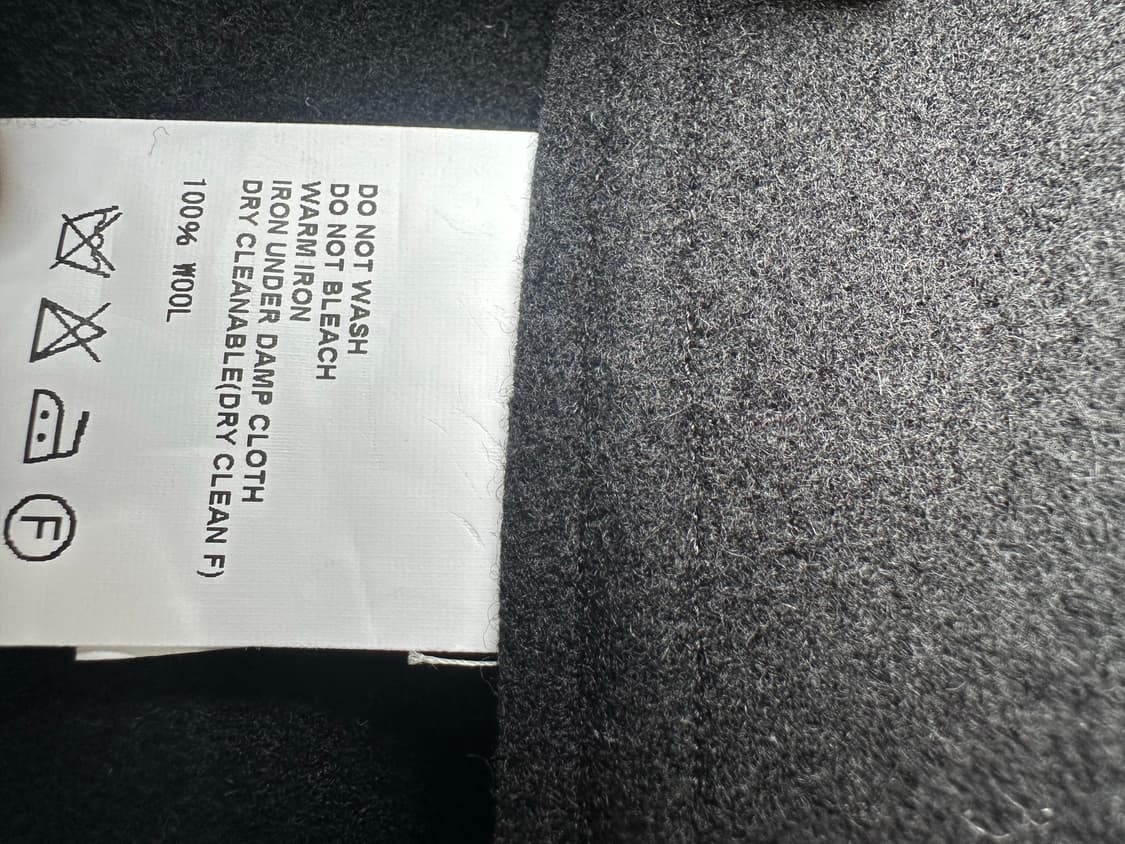 DO NOT WASH
DO NOT BLEACH
WARM IRON
IRON UNDER DAMP CLOTH
DRY CLEANABLE(DRY CLEAN F)
100% WOOL
F